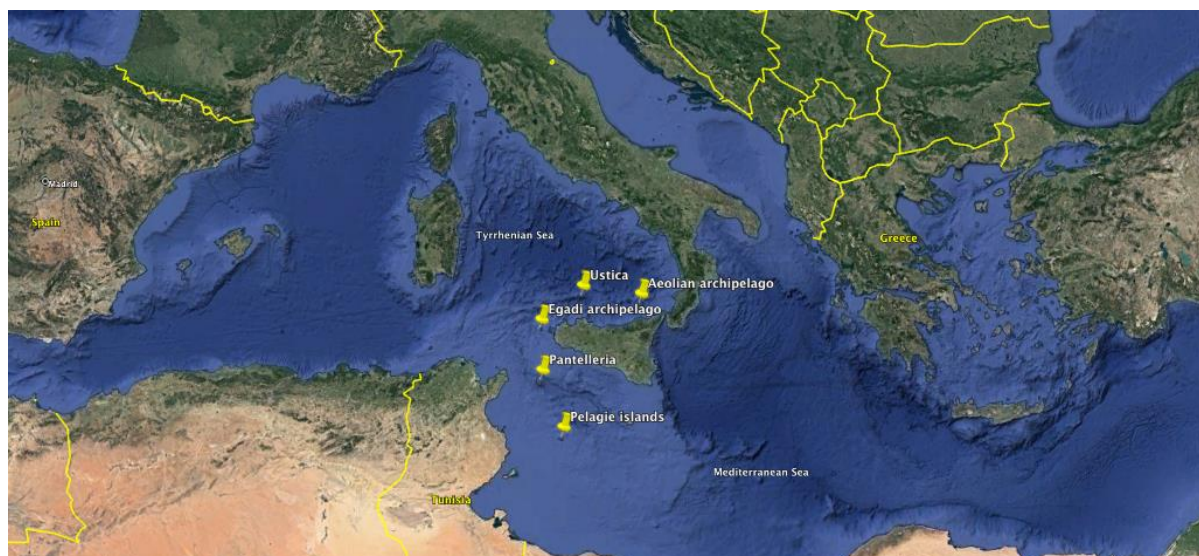 Madrid
Spain
Tyrrhenian Sea
Greece
Ustica
Aeolian archipelago
Egadi archipelago
Pantelleria
Pelagie islands
Mediterranean Sea
Tunisia